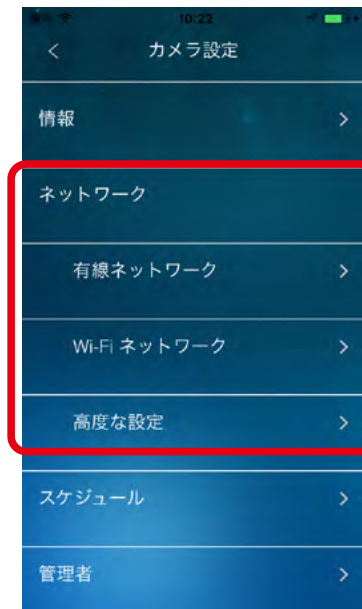 10:22
カメラ設定
情報
ネットワーク
有線ネットワーク
Wi-Fi ネットワーク
高度な設定
スケジュール
管理者